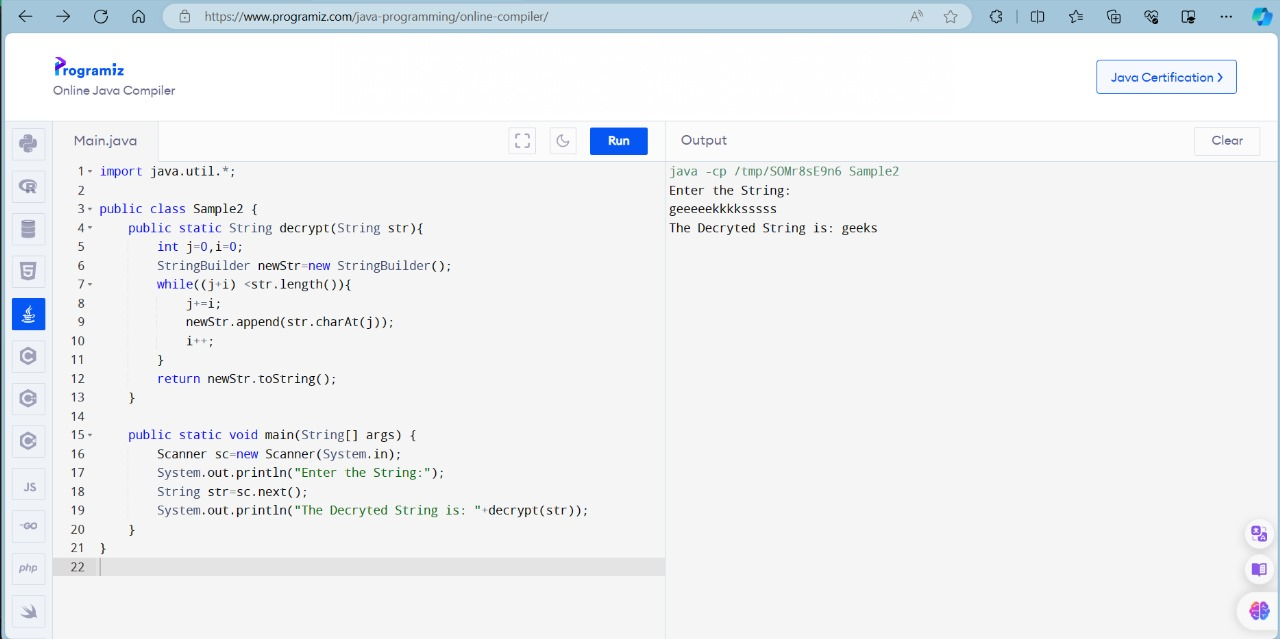 https://www.programiz.com/java-programming/online-compiler/
Programiz
Online Java Compiler
Java Certification >
Main.java
Run
Output
Clear
1 import java.util.*;
2
3 public class Sample2 {
4 public static String decrypt(String str){
5 int j=0,i=0;
6 StringBuilder newStr=new StringBuilder();
7 while((j+i) <str.length()){
8 j+=i;
9 newStr.append(str.charAt(j));
10 i++;
11 }
12 return newStr.toString();
13 }
14
15 public static void main(String[] args) {
16 Scanner sc=new Scanner(System.in);
17 System.out.println("Enter the String:");
18 String str=sc.next();
19 System.out.println("The Decryted String is: "+decrypt(str));
20 }
21 }
22
java -cp /tmp/SOMr8sE9n6 Sample2
Enter the String:
geeeeekkkksssss
The Decryted String is: geeks
JS
GO
php